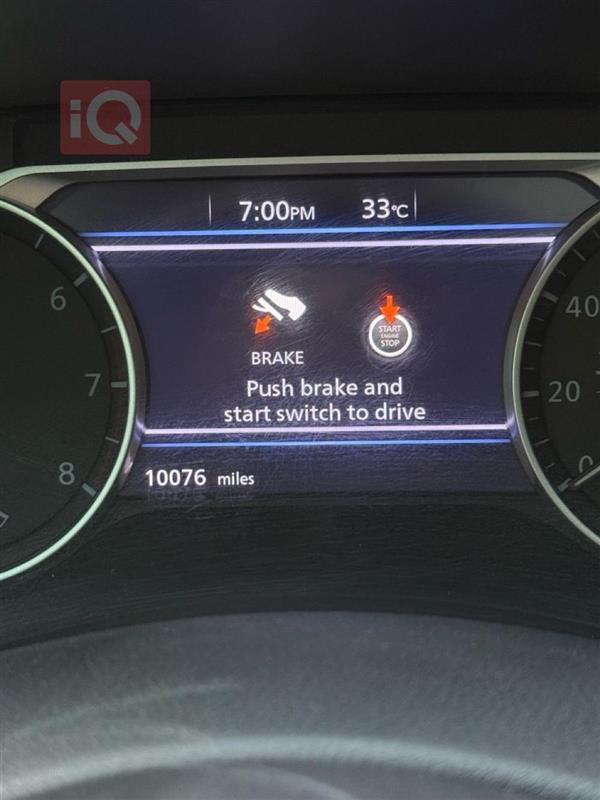 iQ
7:00PM 33°C
START
ENGINE
STOP
BRAKE
Push brake and
start switch to drive
10076 miles
6
7
8
40
20
0